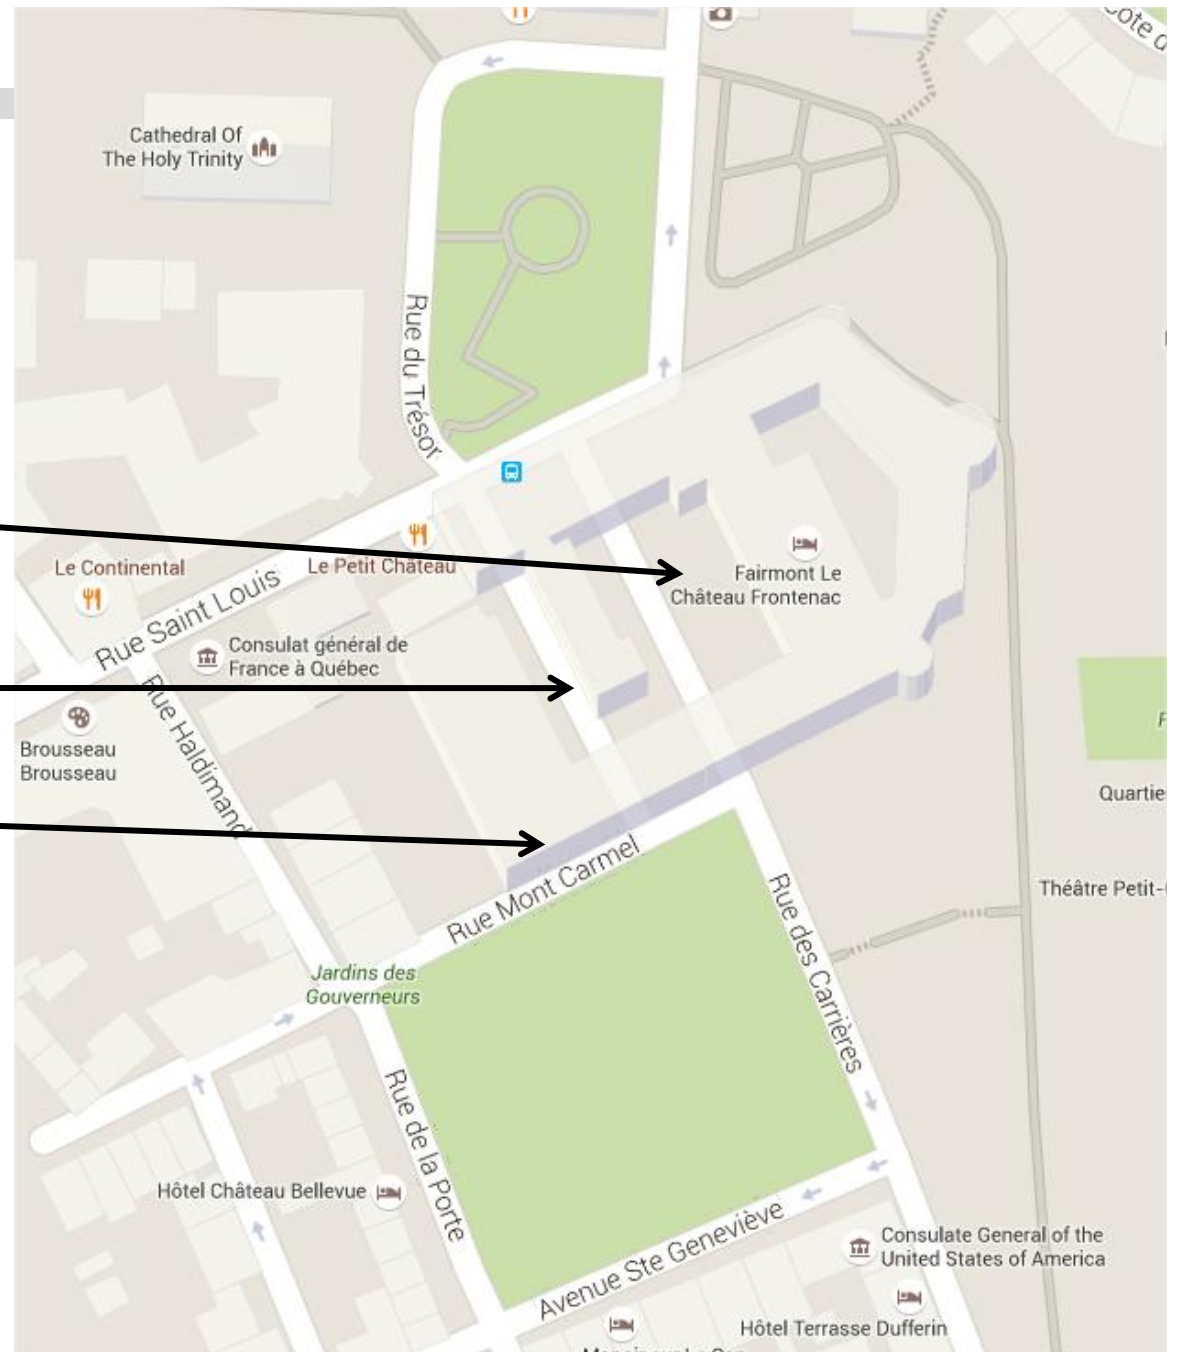 Côte d
Cathedral Of
The Holy Trinity
Rue du Trésor
Le Continental
Le Petit Château
Fairmont Le
Château Frontenac
Rue Saint Louis
Consulat général de
France à Québec
Rue Haldimand
Brousseau
Brousseau
Quartie
Rue Mont Carmel
Rue des Carrières
Théâtre Petit-
Jardins des
Gouverneurs
Rue de la Porte
Hôtel Château Bellevue
Avenue Ste Geneviève
Consulate General of the
United States of America
Hôtel Terrasse Dufferin